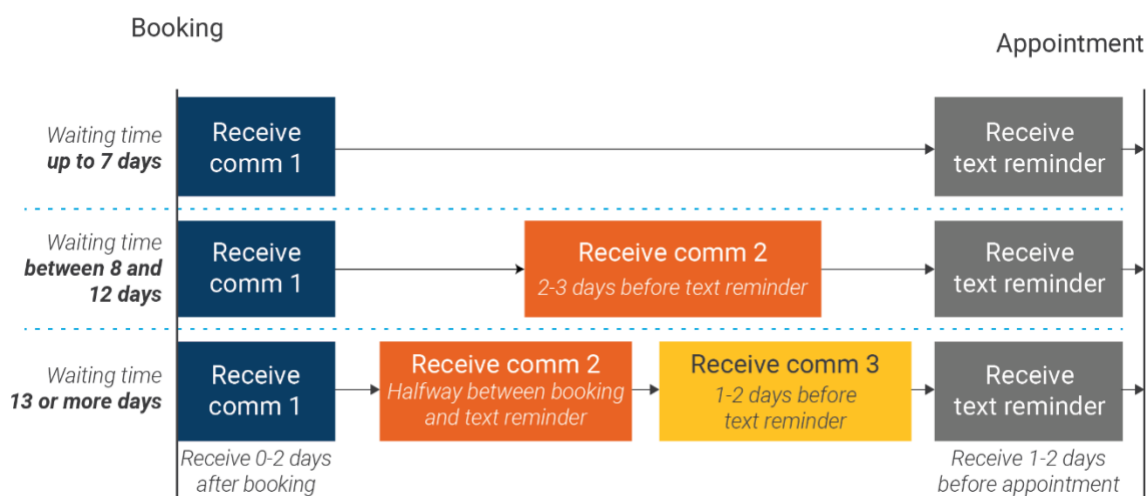 Booking
Appointment
Waiting time
up to 7 days
Receive
comm 1
Receive
text reminder
Waiting time
between 8 and
12 days
Receive
comm 1
Receive comm 2
2-3 days before text reminder
Receive
text reminder
Waiting time
13 or more days
Receive
comm 1
Receive comm 2
Halfway between booking
and text reminder
Receive comm 3
1-2 days before
text reminder
Receive
text reminder
Receive 0-2 days
after booking
Receive 1-2 days
before appointment